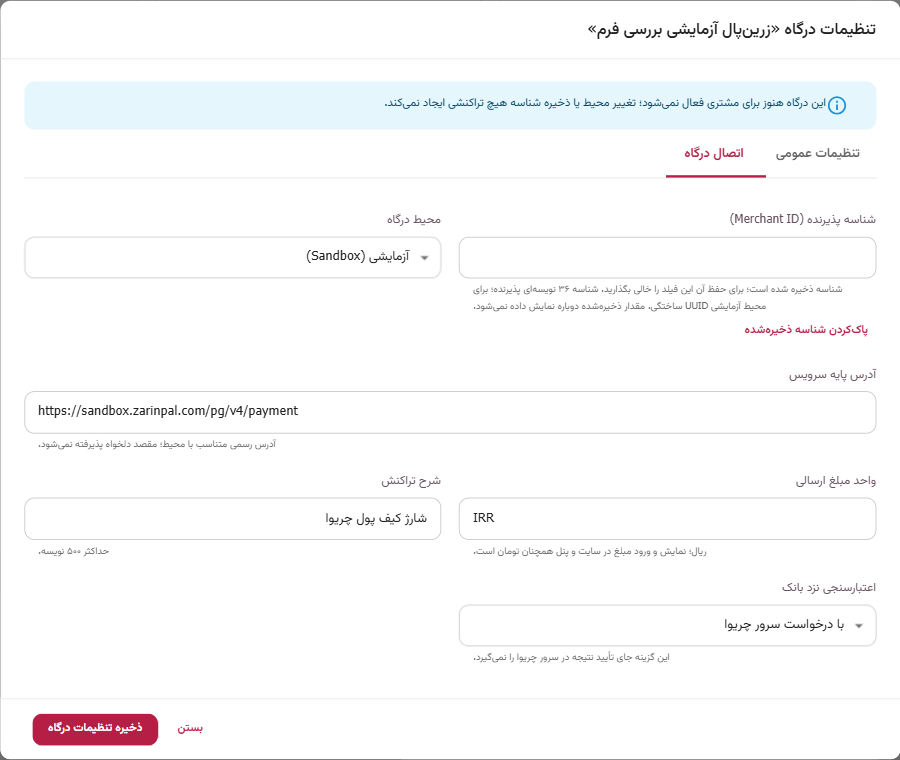 تنظیمات درگاه «زرین‌پال آزمایشی بررسی فرم»
این درگاه هنوز برای مشتری فعال نمی‌شود؛ تغییر محیط یا ذخیره شناسه هیچ تراکنشی ایجاد نمی‌کند.
تنظیمات عمومی
اتصال درگاه
شناسه پذیرنده (Merchant ID)
شناسه ذخیره شده است؛ برای حفظ آن این فیلد را خالی بگذارید. شناسه ۳۶ نویسه‌ای پذیرنده؛ برای
محیط آزمایشی UUID ساختگی. مقدار ذخیره‌شده دوباره نمایش داده نمی‌شود.
پاک‌کردن شناسه ذخیره‌شده
محیط درگاه
آزمایشی (Sandbox)
آدرس پایه سرویس
https://sandbox.zarinpal.com/pg/v4/payment
آدرس رسمی متناسب با محیط؛ مقصد دلخواه پذیرفته نمی‌شود.
واحد مبلغ ارسالی
IRR
ریال؛ نمایش و ورود مبلغ در سایت و پنل همچنان تومان است.
شرح تراکنش
شارژ کیف پول چریوا
حداکثر ۵۰۰ نویسه.
اعتبارسنجی نزد بانک
با درخواست سرور چریوا
این گزینه جای تأیید نتیجه در سرور چریوا را نمی‌گیرد.
بستن
ذخیره تنظیمات درگاه